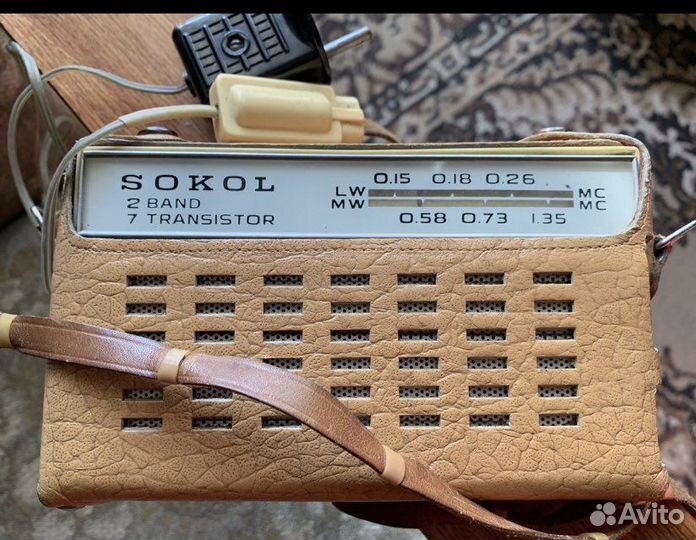 SOKOL
2 BAND
7 TRANSISTOR
0.15 0.18 0.26
LW MC
MW MC
0.58 0.73 1.35
Avito